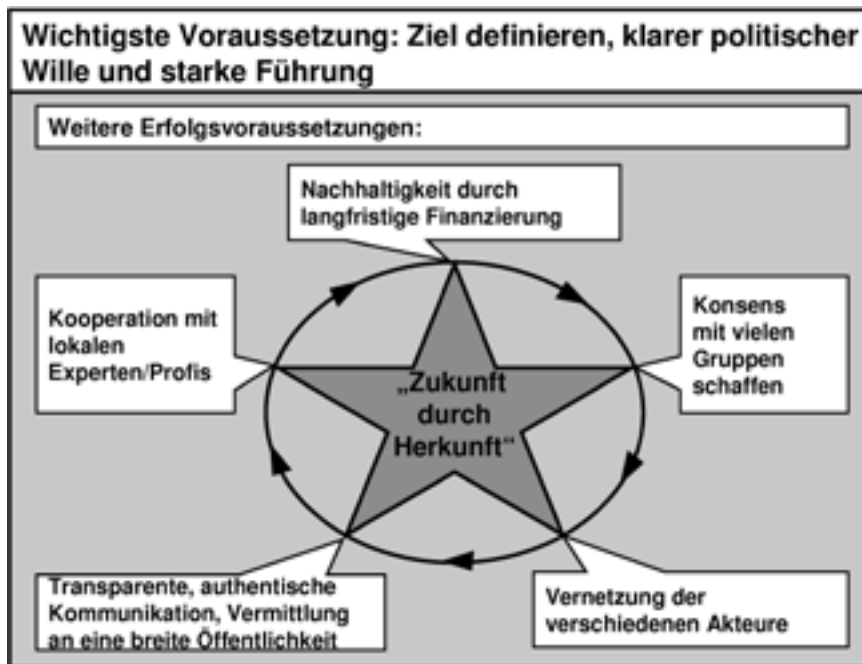 Wichtigste Voraussetzung: Ziel definieren, klarer politischer
Wille und starke Führung
Weitere Erfolgsvoraussetzungen:
Nachhaltigkeit durch
langfristige Finanzierung
Kooperation mit
lokalen
Experten/Profis
Konsens
mit vielen
Gruppen
schaffen
„Zukunft
durch
Herkunft“
Transparente, authentische
Kommunikation, Vermittlung
an eine breite Öffentlichkeit
Vernetzung der
verschiedenen Akteure